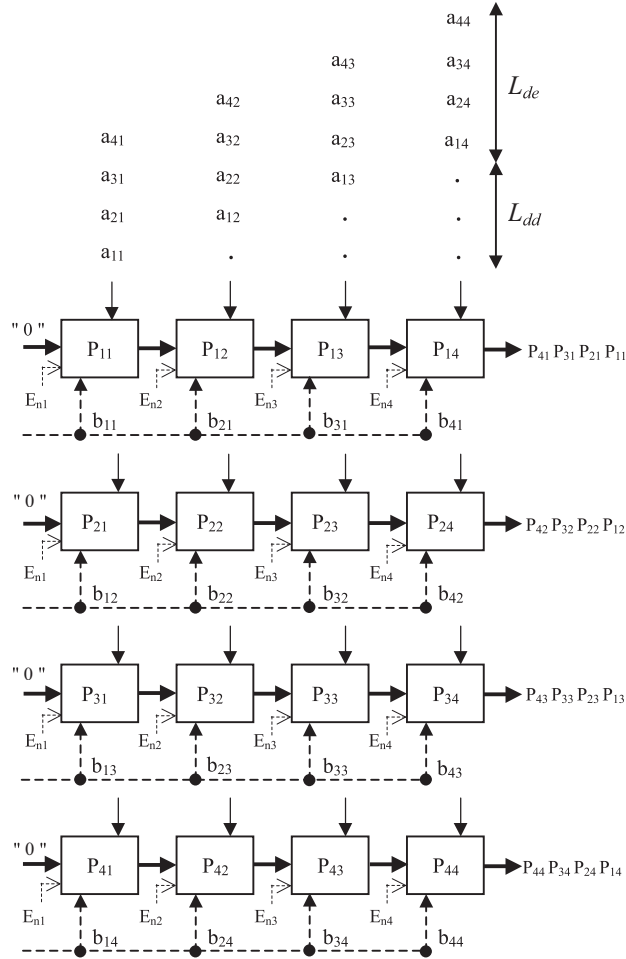 a44
a43 a34 L_de
a42 a33 a24
a41 a32 a23 a14
a31 a22 a13 .
a21 a12 . . L_dd
a11 . . .
" 0 " P11 P12 P13 P14 P41 P31 P21 P11
En1 En2 En3 En4
b11 b21 b31 b41
" 0 " P21 P22 P23 P24 P42 P32 P22 P12
En1 En2 En3 En4
b12 b22 b32 b42
" 0 " P31 P32 P33 P34 P43 P33 P23 P13
En1 En2 En3 En4
b13 b23 b33 b43
" 0 " P41 P42 P43 P44 P44 P34 P24 P14
En1 En2 En3 En4
b14 b24 b34 b44